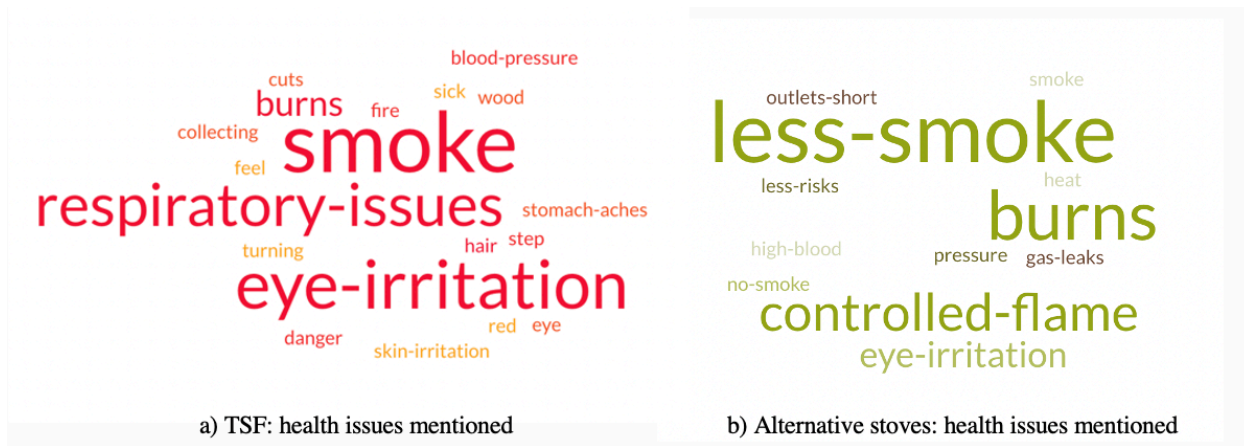 blood-pressure
cuts
sick
wood
burns
fire
collecting
smoke
feel
respiratory-issues
stomach-aches
turning
hair
step
eye-irritation
red
eye
danger
skin-irritation
a) TSF: health issues mentioned
smoke
outlets-short
less-smoke
heat
less-risks
burns
high-blood
pressure
gas-leaks
no-smoke
controlled-flame
eye-irritation
b) Alternative stoves: health issues mentioned